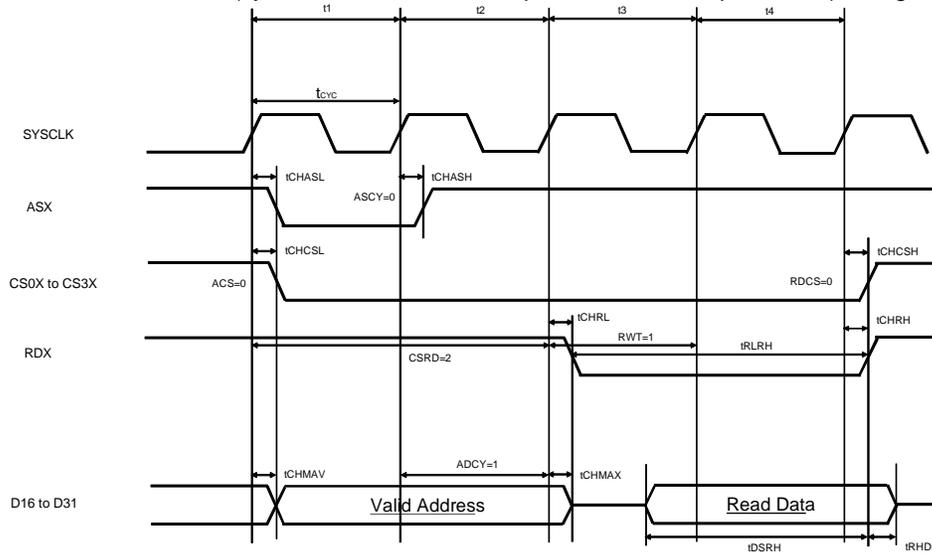 t1 t2 t3 t4
tCYC
SYSCLK
tCHASL tCHASH
ASCY=0
ASX
tCHCSL tCHCSH
CS0X to CS3X ACS=0 RDCS=0
tCHRL tCHRH
RWT=1
RDX tRLRH
CSRD=2
ADCY=1
tCHMAV tCHMAX
D16 to D31 Valid Address Read Data
tDSRH